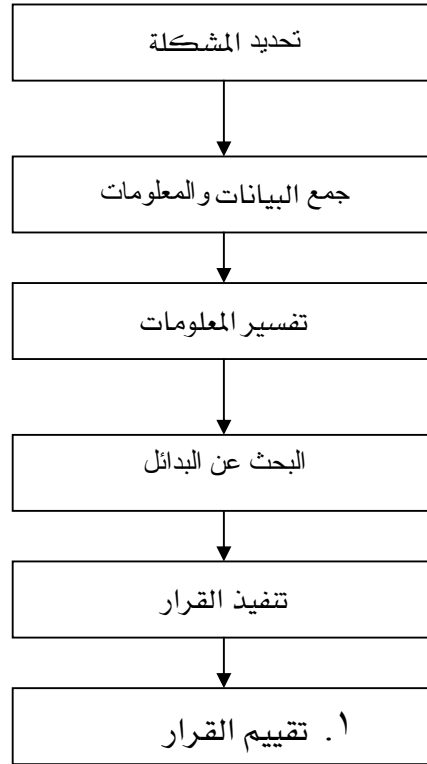 تحديد المشكلة
جمع البيانات والمعلومات
تفسير المعلومات
البحث عن البدائل
تنفيذ القرار
١. تقييم القرار